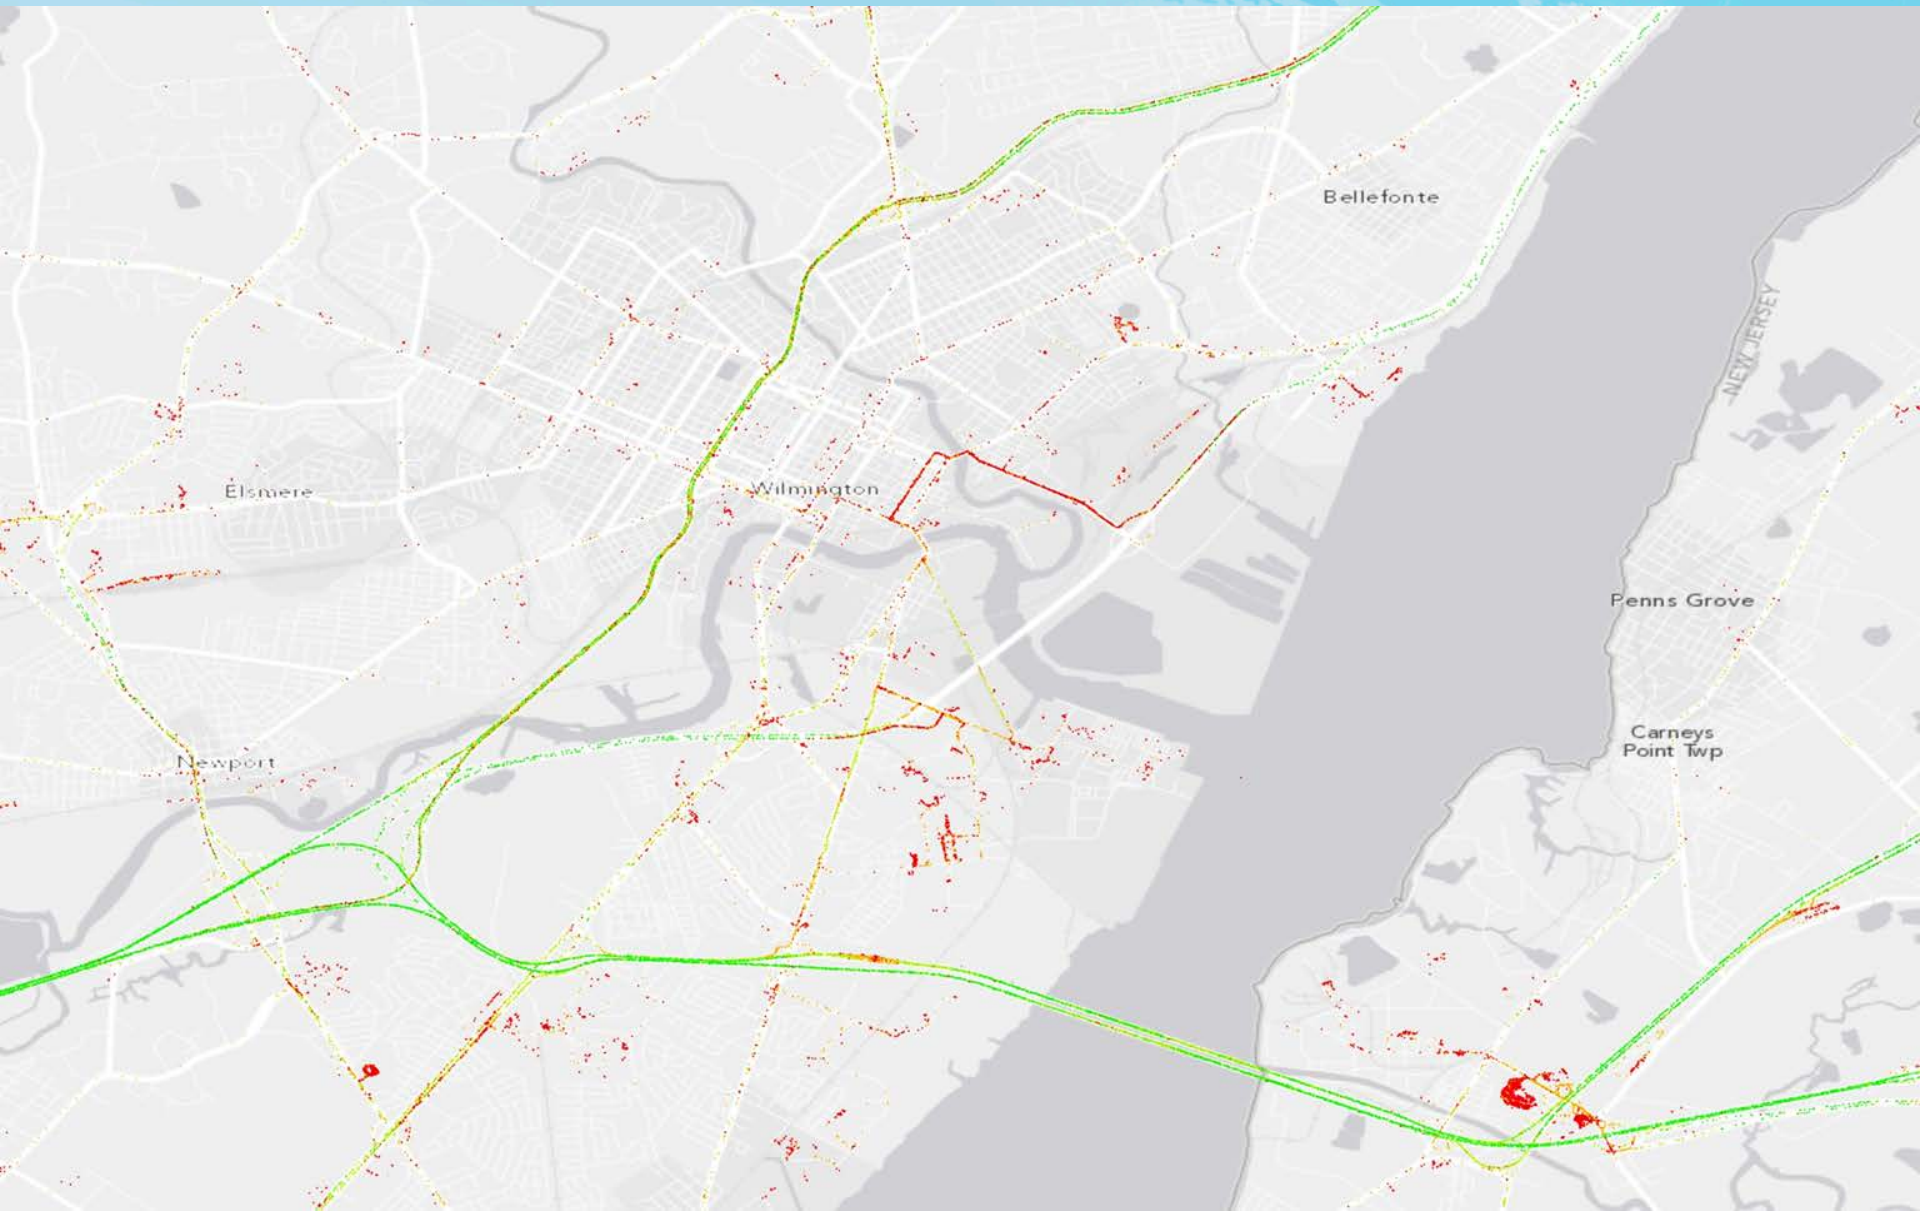 Bellefonte
NEW JERSEY
Elsmere
Wilmington
Penns Grove
Carneys
Point Twp
Newport